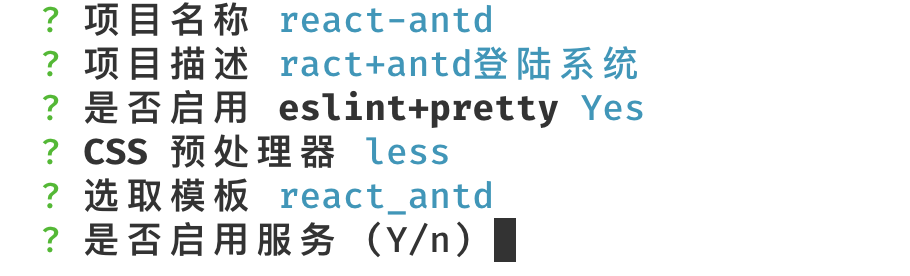 ? 项目名称 react-antd
? 项目描述 ract+antd登陆系统
? 是否启用 eslint+pretty Yes
? CSS 预处理器 less
? 选取模板 react_antd
? 是否启用服务 (Y/n)